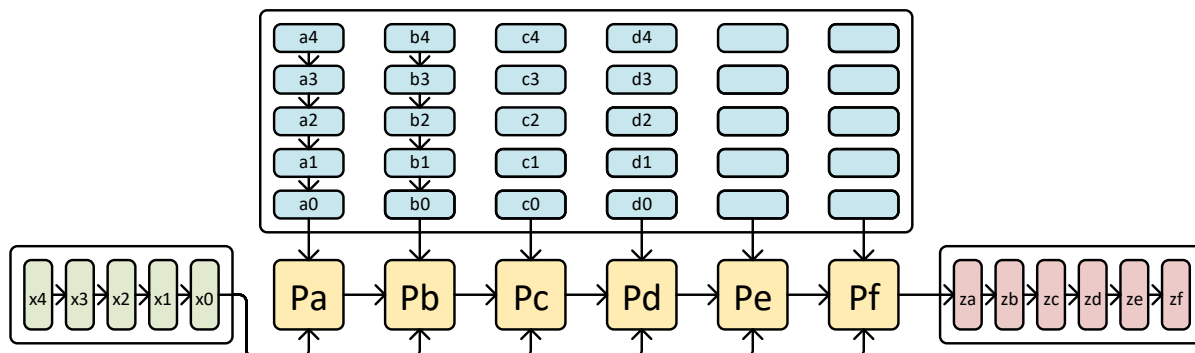 a4 b4 c4 d4
a3 b3 c3 d3
a2 b2 c2 d2
a1 b1 c1 d1
a0 b0 c0 d0
x4 x3 x2 x1 x0
Pa Pb Pc Pd Pe Pf
za zb zc zd ze zf